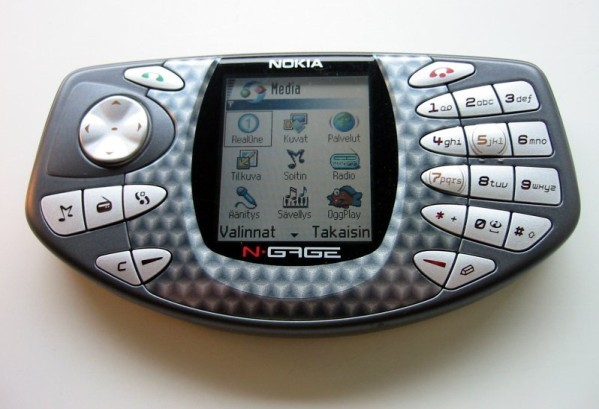 NOKIA
Media
RealOne Kuvat Palvelut
Tilkuva Soitin Radio
Äänitys Sävellys OggPlay
Valinnat Takaisin
N·GAGE
1 2abc 3def
4ghi 5jkl 6mno
7pqrs 8tuv 9wxyz
* + 0 #
C